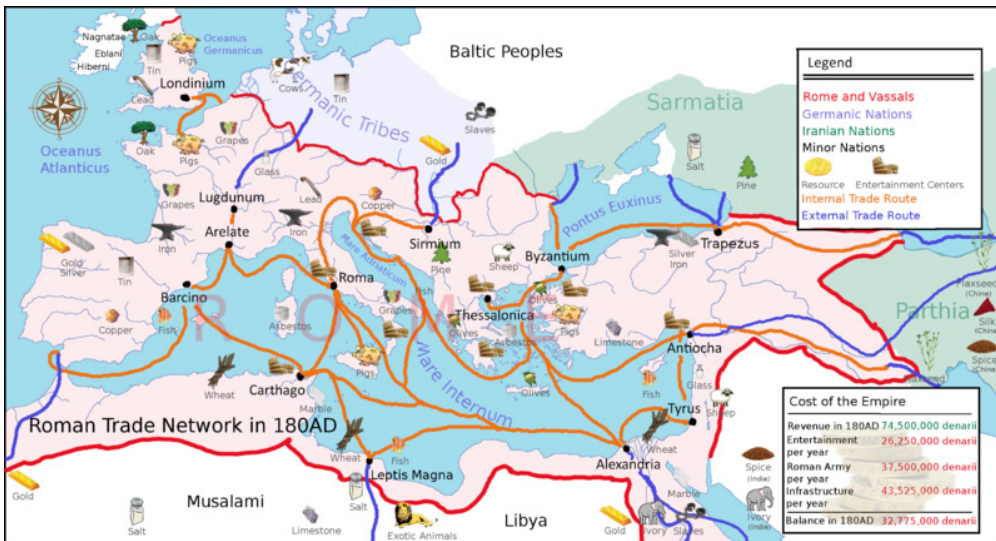 Nagnatae
Eblani
Hiberni
Oak
Tin
Pigs
Oceanus
Germanicus
Londinium
Lead
Baltic Peoples
Cows
Tin
Germanic Tribes
Slaves
Gold
Sarmatia
Salt
Pine
Oceanus
Atlanticus
Oak
Pigs
Grapes
Glass
Lugdunum
Grapes
Lead
Iron
Iron
Copper
Arelate
Sirmium
Pine
Sheep
Pontus Euxinus
Trapezus
Silver
Iron
Byzantium
Gold
Silver
Tin
Barcino
Fish
Copper
Roma
Mare Adriaticum
Fish
Grapes
Asbestos
ROME
Thessalonica
Olives
Olives
Asbestos
Pigs
Limestone
Antiocha
Parthia
Flaxseed
(China)
Silk
(China)
Spice
(China)
Flaxseed
Wheat
Carthago
Marble
Pigs
Mare Internum
Olives
Fish
Glass
Tyrus
Sheep
Wheat
Roman Trade Network in 180AD
Wheat
Fish
Leptis Magna
Alexandria
Marble
Gold
Musalami
Salt
Salt
Limestone
Exotic Animals
Libya
Gold
Ivory
Slaves
Spice
(India)
Ivory
(India)
Legend
Rome and Vassals
Germanic Nations
Iranian Nations
Minor Nations
Resource Entertainment Centers
Internal Trade Route
External Trade Route
Cost of the Empire
Revenue in 180AD 74,500,000 denarii
Entertainment 26,250,000 denarii
per year
Roman Army 37,500,000 denarii
per year
Infrastructure 43,525,000 denarii
per year
Balance in 180AD 32,775,000 denarii